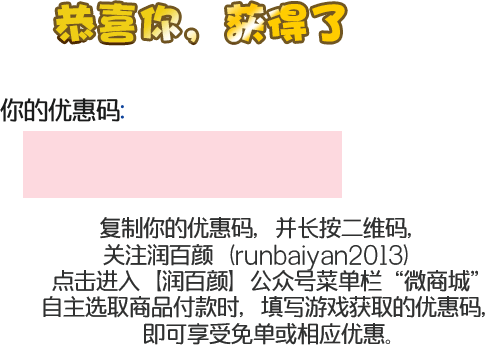 恭喜你，获得了
你的优惠码:
复制你的优惠码，并长按二维码，
关注润百颜（runbaiyan2013）
点击进入【润百颜】公众号菜单栏“微商城”
自主选取商品付款时，填写游戏获取的优惠码，
即可享受免单或相应优惠。